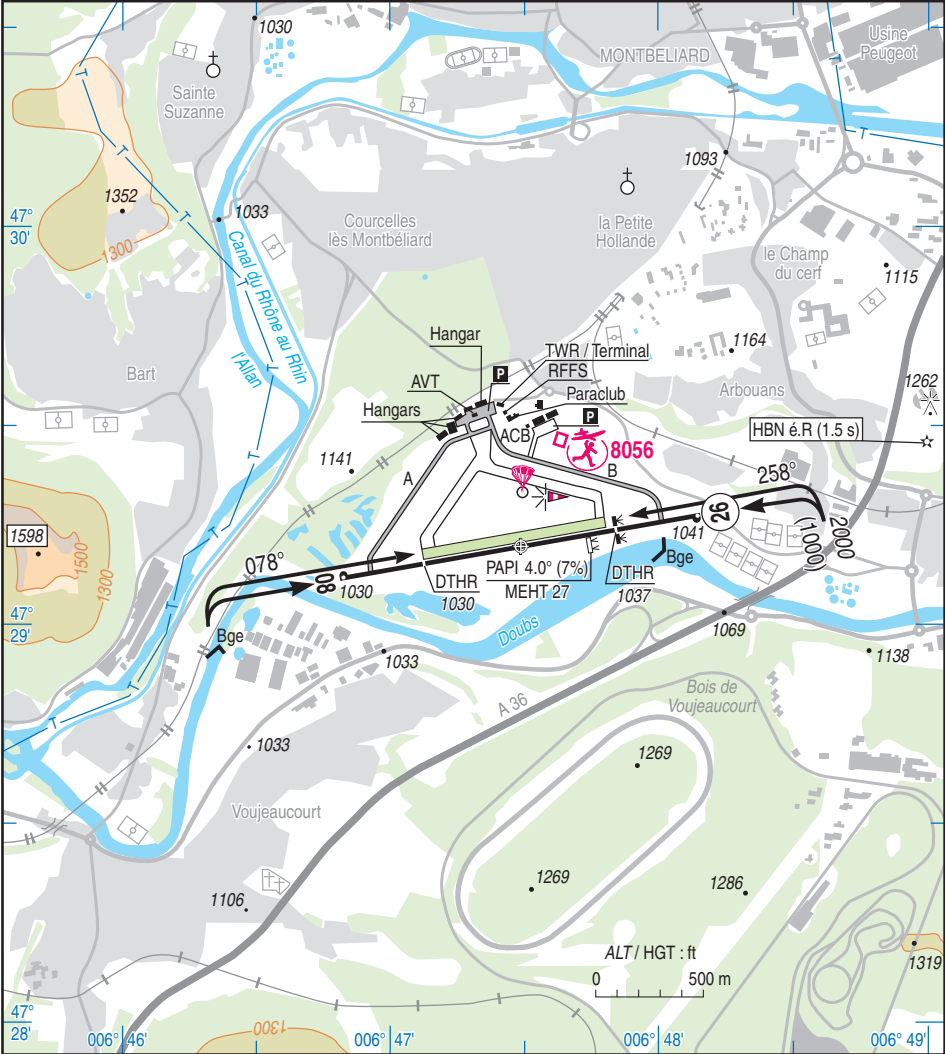 1030
Usine
Peugeot
MONTBELIARD
T
Sainte
Suzanne
T
T
1093
1352
1033
47°
30'
T
Courcelles
lès Montbéliard
la Petite
Hollande
1300
Canal du Rhône au Rhin
le Champ
du cerf
1115
T
Hangar
l'Allan
TWR / Terminal
1164
Bart
P
RFFS
T
AVT
Paraclub
Arbouans
1262
Hangars
P
ACB
HBN é.R (1.5 s)
8056
1141
A
B
258°
T
26
1041
2000
(1000)
1598
1500
1300
078°
08
1030
DTHR
1030
PAPI 4.0° (7%)
MEHT 27
DTHR
1037
Bge
47°
29'
Bge
Doubs
1069
T
1033
1138
Bois de
Voujeaucourt
A 36
T
1033
1269
Voujeaucourt
1269
1286
1106
ALT / HGT : ft
0
500 m
1319
47°
28'
1300
006° 46'
006° 47'
006° 48'
006° 49'